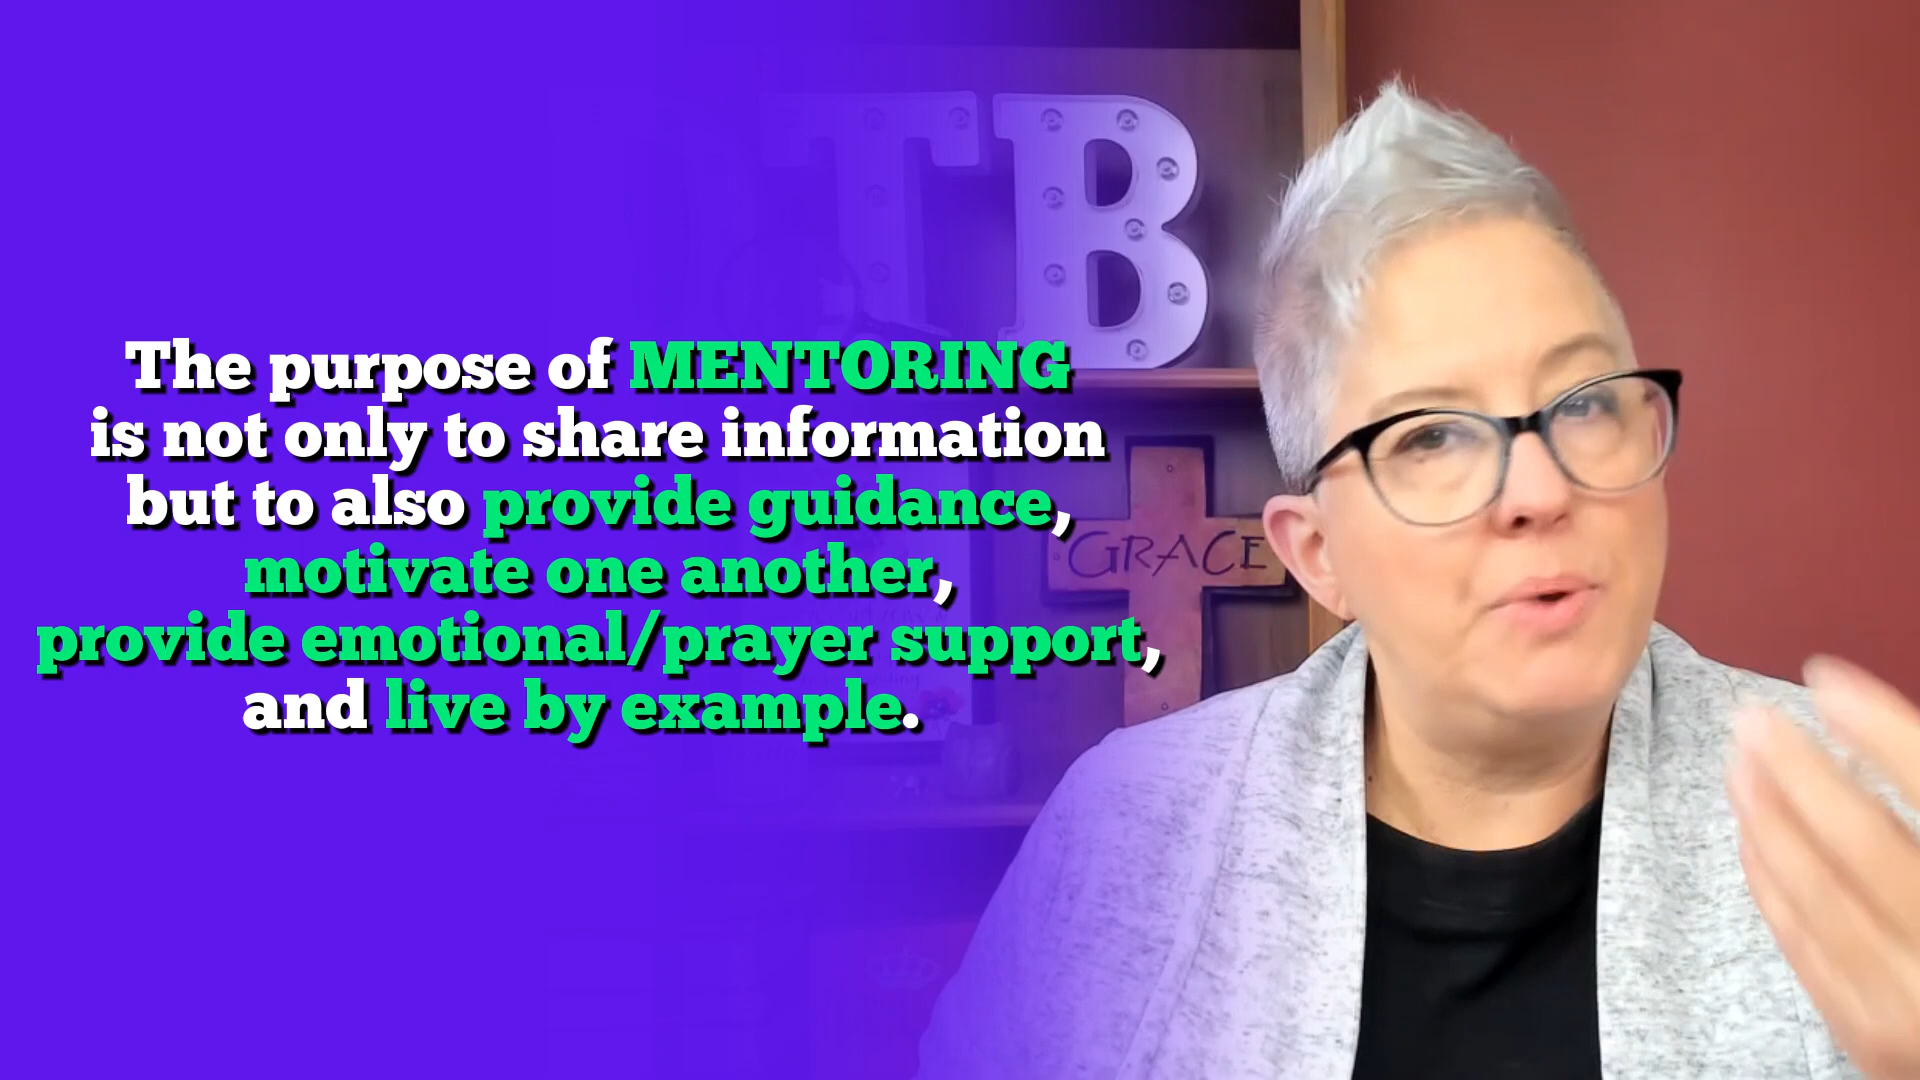 TB
The purpose of MENTORING
is not only to share information
but to also provide guidance,
motivate one another,
provide emotional/prayer support,
and live by example.
GRACE